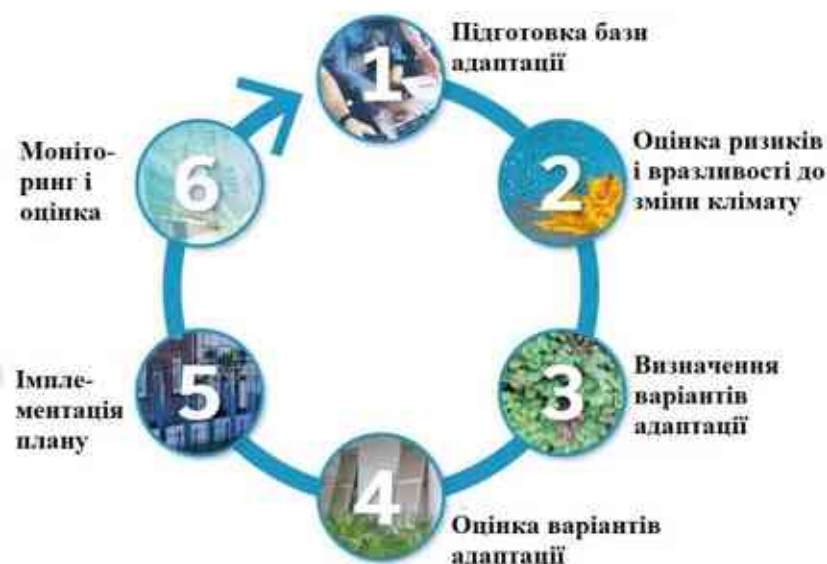 1
Підготовка бази
адаптації
2
Оцінка ризиків
і вразливості до
зміни клімату
3
Визначення
варіантів
адаптації
4
Оцінка варіантів
адаптації
5
Імпле-
ментація
плану
6
Моніто-
ринг і
оцінка